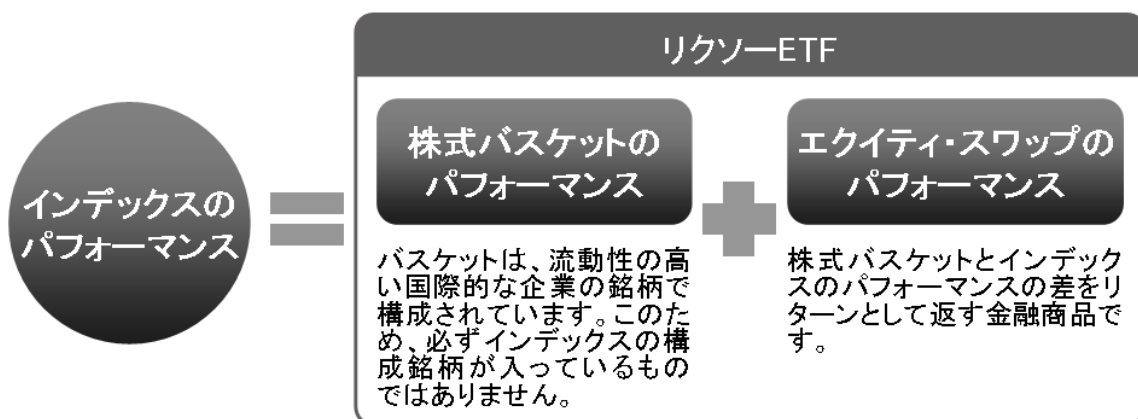 リクソーETF
インデックスの
パフォーマンス
株式バスケットの
パフォーマンス
バスケットは、流動性の高
い国際的な企業の銘柄で
構成されています。このた
め、必ずインデックスの構
成銘柄が入っているもの
ではありません。
エクイティ・スワップの
パフォーマンス
株式バスケットとインデック
スのパフォーマンスの差をリ
ターンとして返す金融商品で
す。